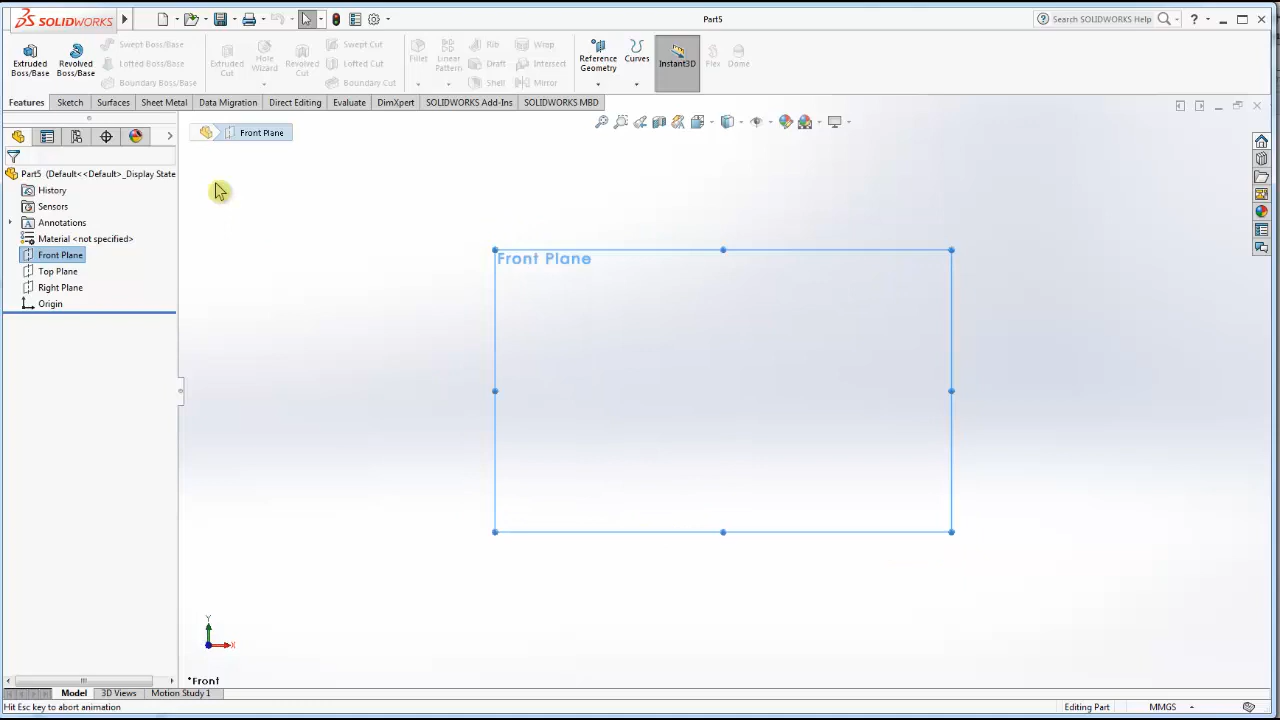 SOLIDWORKS
Part5
Search SOLIDWORKS Help
?
Extruded Boss/Base
Revolved Boss/Base
Swept Boss/Base
Lofted Boss/Base
Boundary Boss/Base
Extruded Cut
Hole Wizard
Revolved Cut
Swept Cut
Lofted Cut
Boundary Cut
Fillet
Linear Pattern
Rib
Draft
Shell
Wrap
Intersect
Mirror
Reference Geometry
Curves
Instant3D
Flex
Dome
Features
Sketch
Surfaces
Sheet Metal
Data Migration
Direct Editing
Evaluate
DimXpert
SOLIDWORKS Add-Ins
SOLIDWORKS MBD
Front Plane
Part5 (Default<<Default>_Display State
History
Sensors
Annotations
Material <not specified>
Front Plane
Top Plane
Right Plane
Origin
Front Plane
Y
X
*Front
Model
3D Views
Motion Study 1
Hit Esc key to abort animation
Editing Part
MMGS